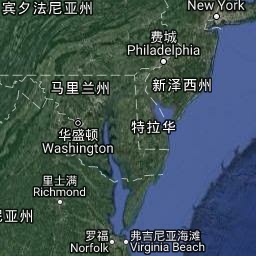 宾夕法尼亚州
New York
费城
Philadelphia
马里兰州
新泽西州
华盛顿
Washington
特拉华
里士满
Richmond
尼亚州
罗福
Norfolk
弗吉尼亚海滩
Virginia Beach